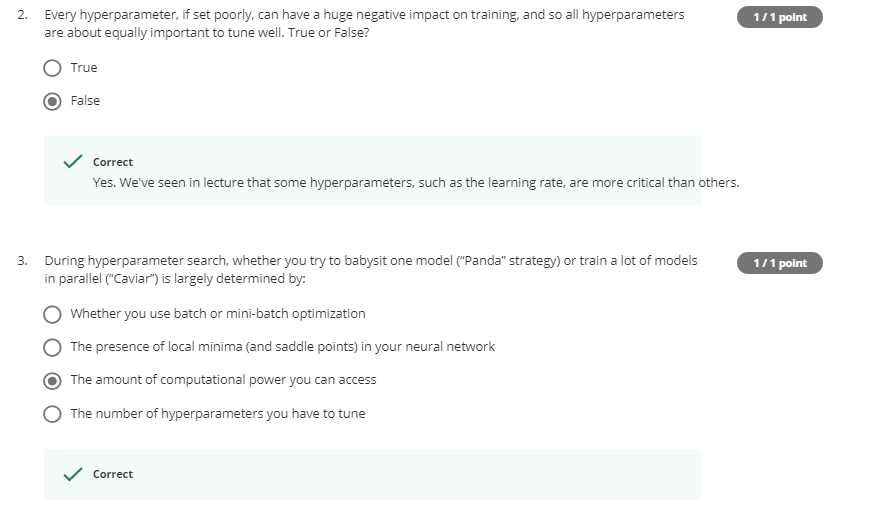 2. Every hyperparameter, if set poorly, can have a huge negative impact on training, and so all hyperparameters
1 / 1 point
are about equally important to tune well. True or False?
True
False
Correct
Yes. We've seen in lecture that some hyperparameters, such as the learning rate, are more critical than others.
3. During hyperparameter search, whether you try to babysit one model (“Panda” strategy) or train a lot of models
1 / 1 point
in parallel (“Caviar”) is largely determined by:
Whether you use batch or mini-batch optimization
The presence of local minima (and saddle points) in your neural network
The amount of computational power you can access
The number of hyperparameters you have to tune
Correct